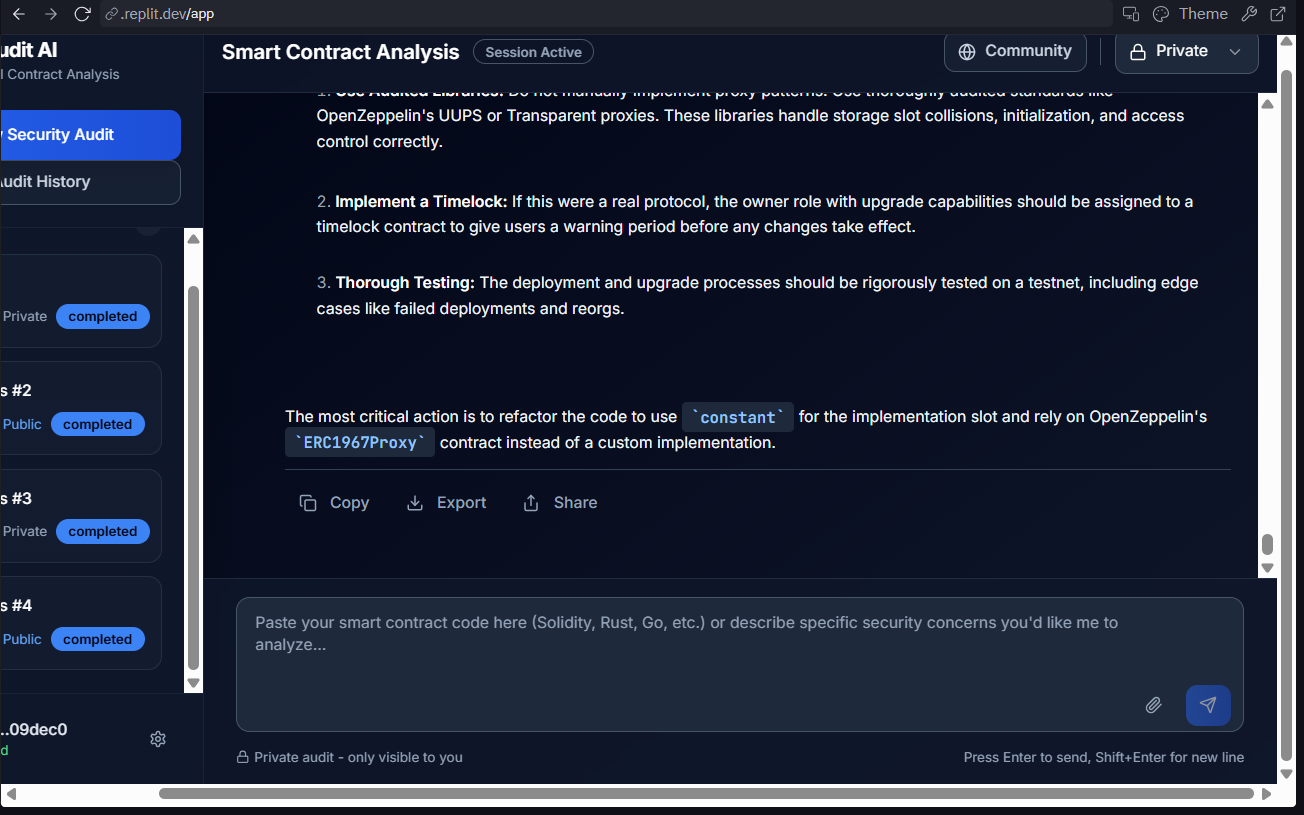 .replit.dev/app
Theme
udit AI
l Contract Analysis
Smart Contract Analysis
Session Active
Community
Private
Security Audit
udit History
1. Use Audited Libraries: Do not manually implement proxy patterns. Use thoroughly audited standards like
OpenZeppelin's UUPS or Transparent proxies. These libraries handle storage slot collisions, initialization, and access
control correctly.
2. Implement a Timelock: If this were a real protocol, the owner role with upgrade capabilities should be assigned to a
timelock contract to give users a warning period before any changes take effect.
3. Thorough Testing: The deployment and upgrade processes should be rigorously tested on a testnet, including edge
cases like failed deployments and reorgs.
Private completed
s #2
Public completed
s #3
Private completed
s #4
Public completed
The most critical action is to refactor the code to use `constant` for the implementation slot and rely on OpenZeppelin's
`ERC1967Proxy` contract instead of a custom implementation.
Copy Export Share
Paste your smart contract code here (Solidity, Rust, Go, etc.) or describe specific security concerns you'd like me to
analyze...
..09dec0
d
Private audit - only visible to you
Press Enter to send, Shift+Enter for new line